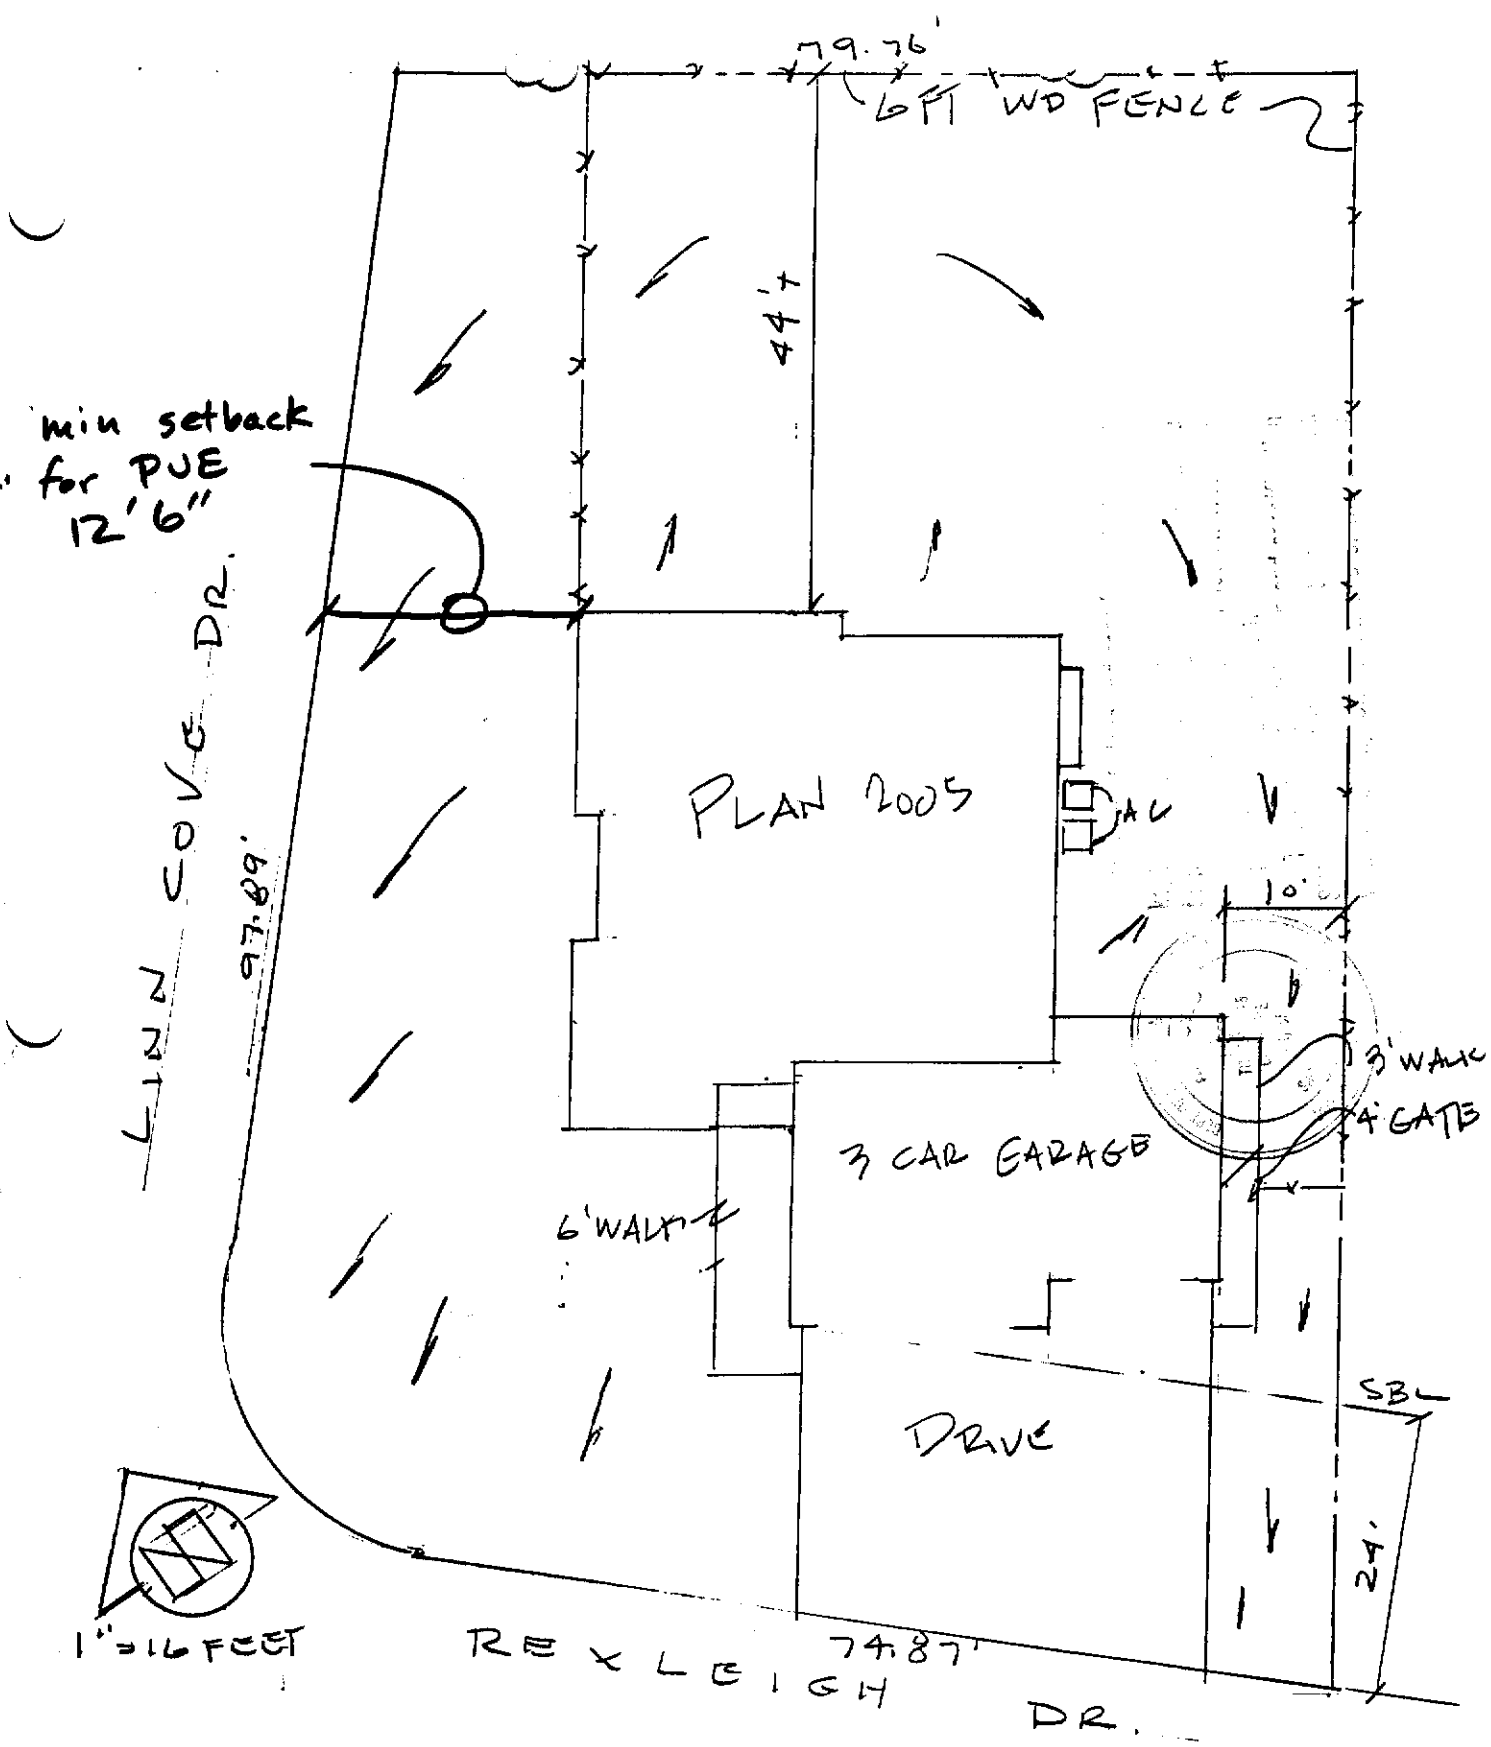 79.76'
6 FT WD FENCE
44'+
min setback
for PUE
12'6"
LINN COVE DR.
97.89'
PLAN 2005
AC
10'
3' WALK
4' GATE
3 CAR GARAGE
6' WALK
SBL
DRIVE
24'
N
1"=16 FEET
74.87'
REXLEIGH DR.